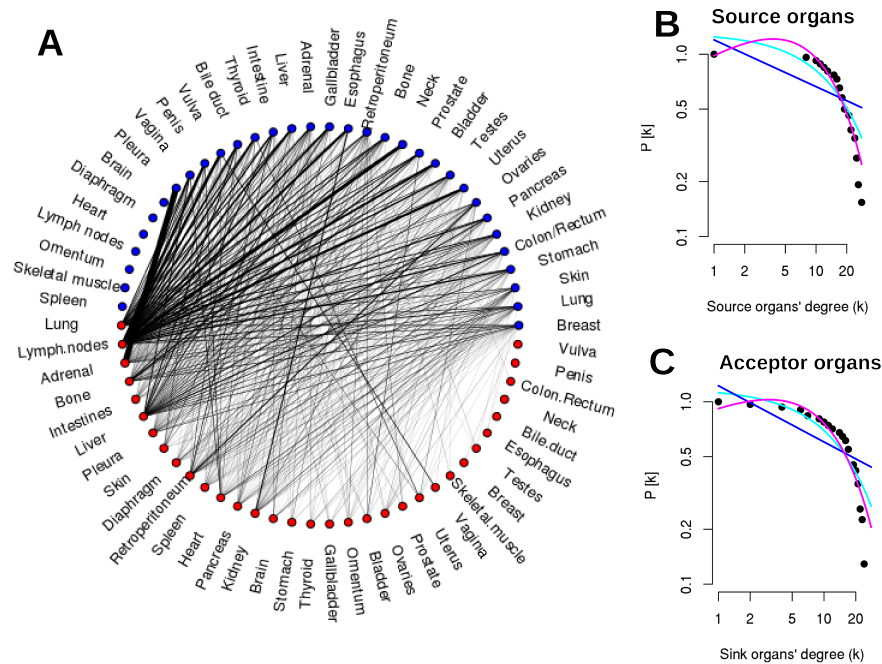 A
Breast
Lung
Skin
Stomach
Colon/Rectum
Kidney
Pancreas
Ovaries
Uterus
Testes
Bladder
Prostate
Neck
Bone
Retroperitoneum
Esophagus
Gallbladder
Adrenal
Liver
Intestine
Thyroid
Bile.duct
Vulva
Penis
Vagina
Pleura
Brain
Diaphragm
Heart
Lymph nodes
Omentum
Skeletal muscle
Spleen
Lung
Lymph.nodes
Adrenal
Bone
Intestines
Liver
Pleura
Skin
Diaphragm
Retroperitoneum
Spleen
Heart
Pancreas
Kidney
Brain
Stomach
Thyroid
Gallbladder
Omentum
Bladder
Ovaries
Prostate
Uterus
Vagina
Skeletal.muscle
Breast
Testes
Esophagus
Bile.duct
Neck
Colon.Rectum
Penis
Vulva
B
Source organs
P [k]
1.0
0.5
0.2
0.1
1 2 5 10 20
Source organs' degree (k)
C
Acceptor organs
P [k]
1.0
0.5
0.2
0.1
1 2 5 10 20
Sink organs' degree (k)